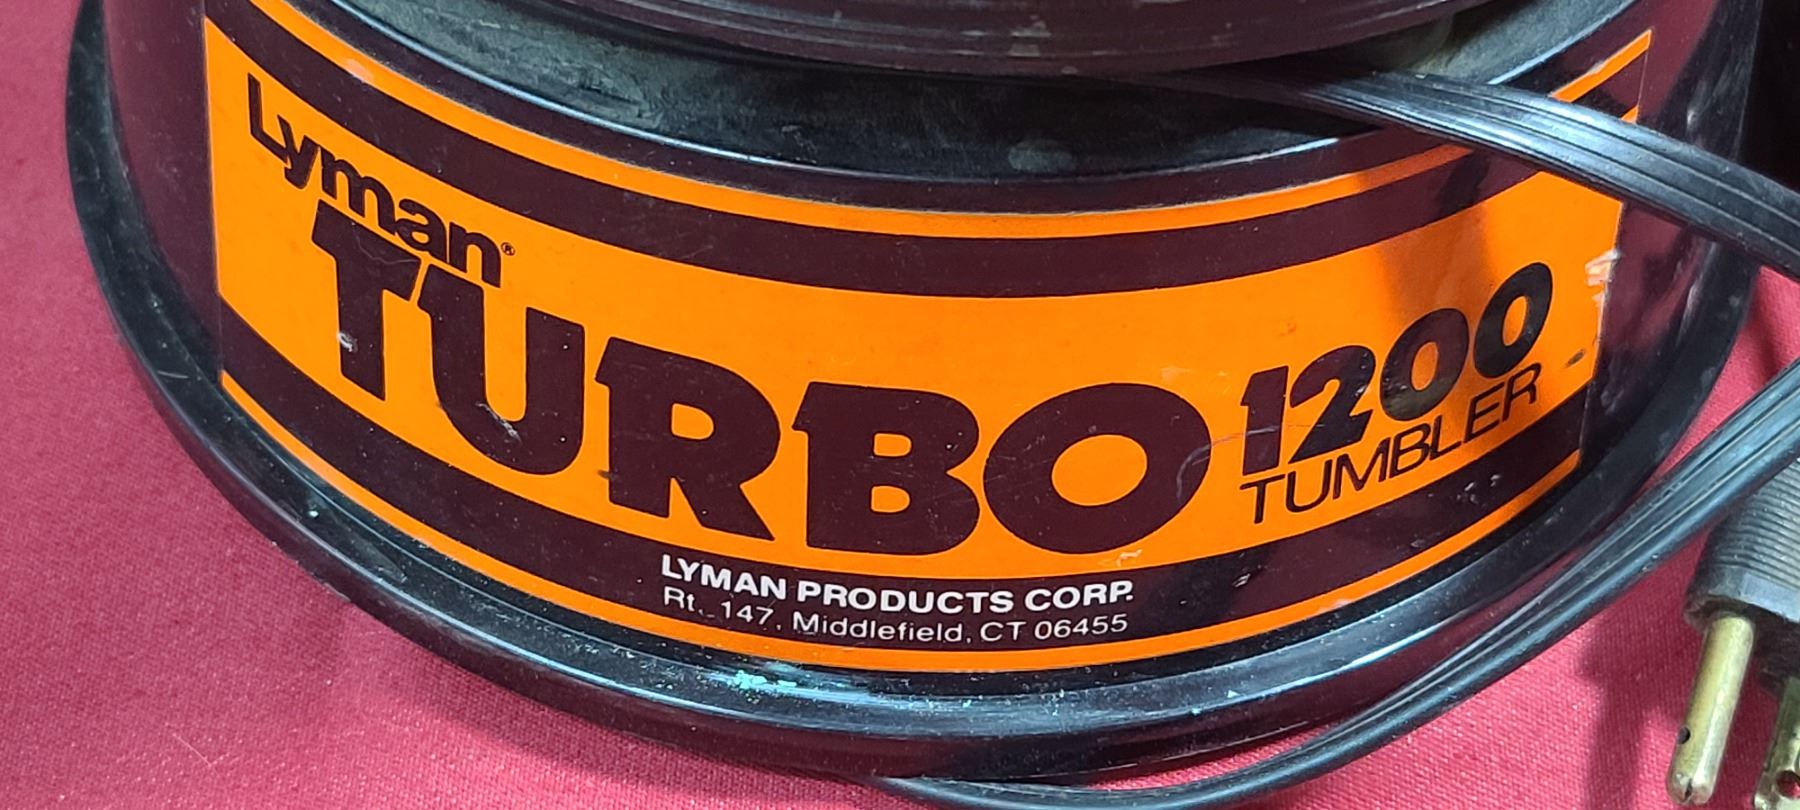 Lyman®
TURBO 1200
TUMBLER
LYMAN PRODUCTS CORP.
Rt. 147, Middlefield, CT 06455